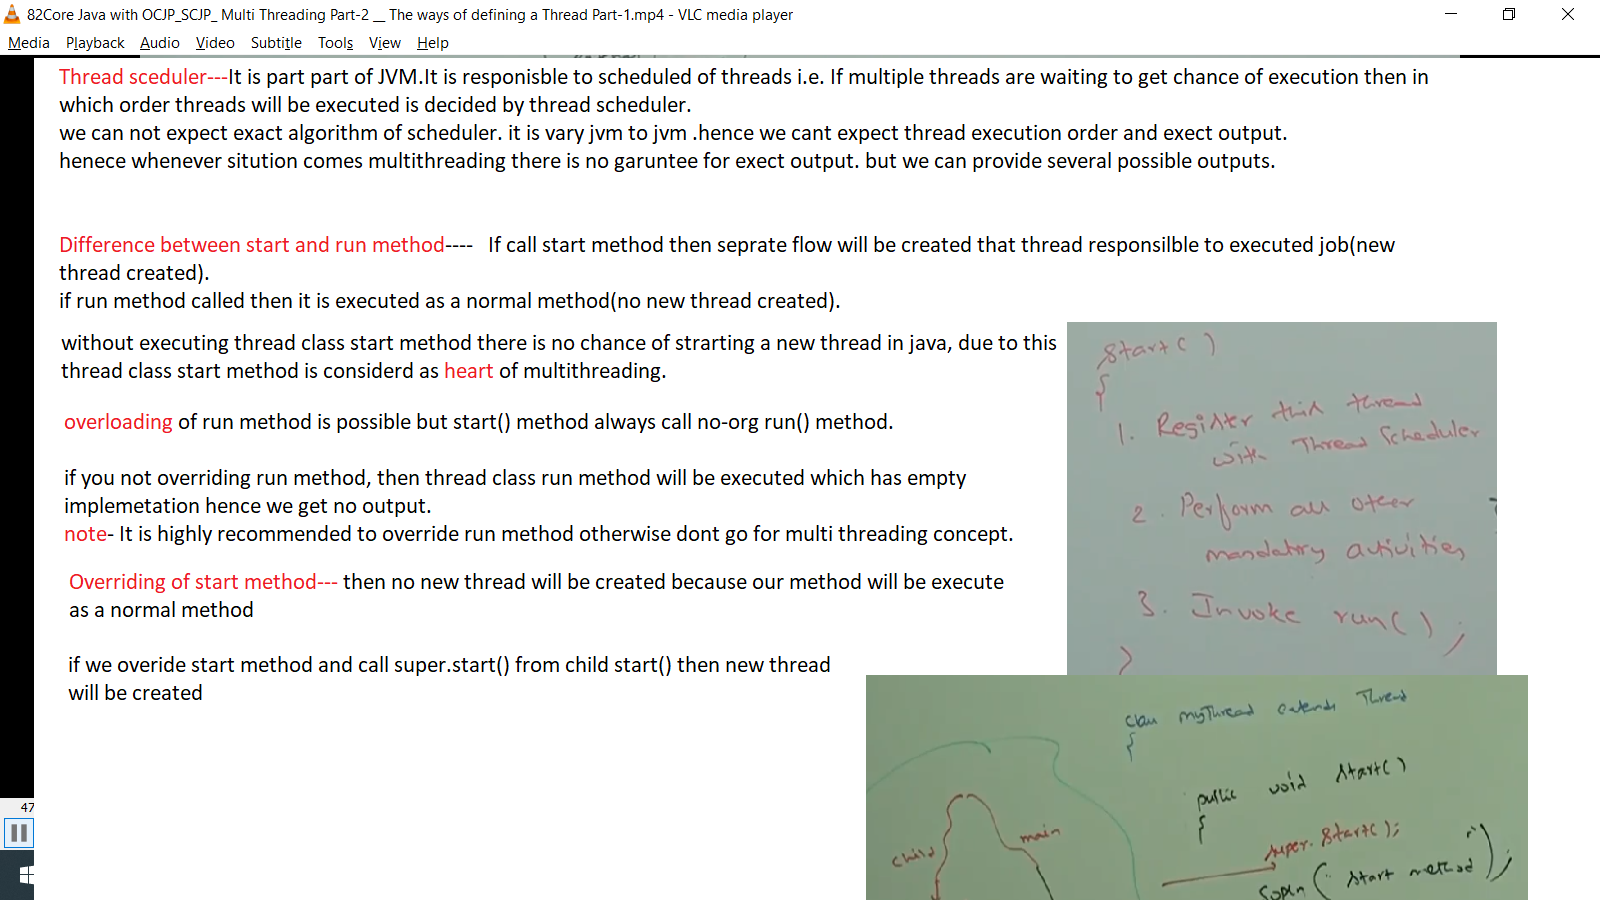 82Core Java with OCJP_SCJP_ Multi Threading Part-2 __ The ways of defining a Thread Part-1.mp4 - VLC media player
Media Playback Audio Video Subtitle Tools View Help
Thread sceduler---It is part part of JVM.It is responisble to scheduled of threads i.e. If multiple threads are waiting to get chance of execution then in
which order threads will be executed is decided by thread scheduler.
we can not expect exact algorithm of scheduler. it is vary jvm to jvm .hence we cant expect thread execution order and exect output.
henece whenever sitution comes multithreading there is no garuntee for exect output. but we can provide several possible outputs.
Difference between start and run method---- If call start method then seprate flow will be created that thread responsilble to executed job(new
thread created).
if run method called then it is executed as a normal method(no new thread created).
without executing thread class start method there is no chance of strarting a new thread in java, due to this
thread class start method is considerd as heart of multithreading.
overloading of run method is possible but start() method always call no-org run() method.
if you not overriding run method, then thread class run method will be executed which has empty
implemetation hence we get no output.
note- It is highly recommended to override run method otherwise dont go for multi threading concept.
Overriding of start method--- then no new thread will be created because our method will be execute
as a normal method
if we overide start method and call super.start() from child start() then new thread
will be created
start( )
{
1. Register this thread
with Thread Scheduler
2. Perform all other
mandatory activities
3. Invoke run( ) ;
}
class myThread extends Thread
{
public void start()
{
super.start();
sopln ("start method");
child
main
47